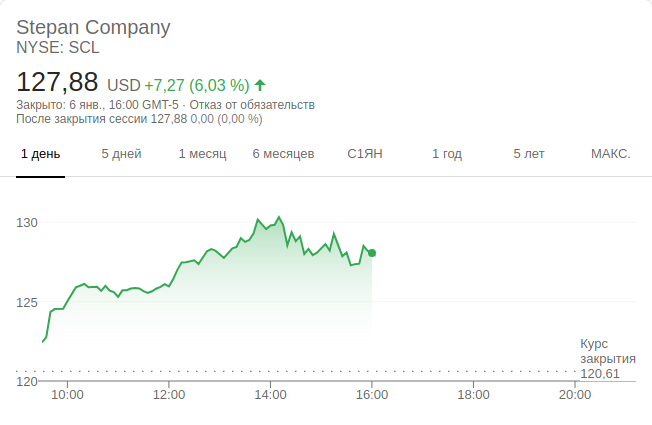 Stepan Company
NYSE: SCL
127,88 USD +7,27 (6,03 %)
Закрыто: 6 янв., 16:00 GMT-5 · Отказ от обязательств
После закрытия сессии 127,88 0,00 (0,00 %)
1 день 5 дней 1 месяц 6 месяцев С1ЯН 1 год 5 лет МАКС.
130
125
Курс
закрытия
120,61
120
10:00 12:00 14:00 16:00 18:00 20:00